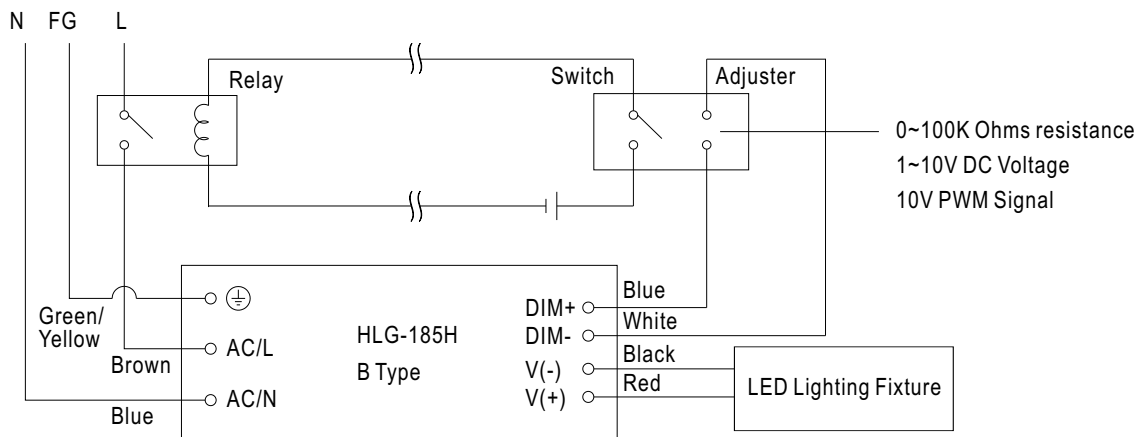 N FG L
Relay
Switch
Adjuster
0~100K Ohms resistance
1~10V DC Voltage
10V PWM Signal
Green/
Yellow
Brown
Blue
AC/L
AC/N
HLG-185H
B Type
DIM+
DIM-
V(-)
V(+)
Blue
White
Black
Red
LED Lighting Fixture